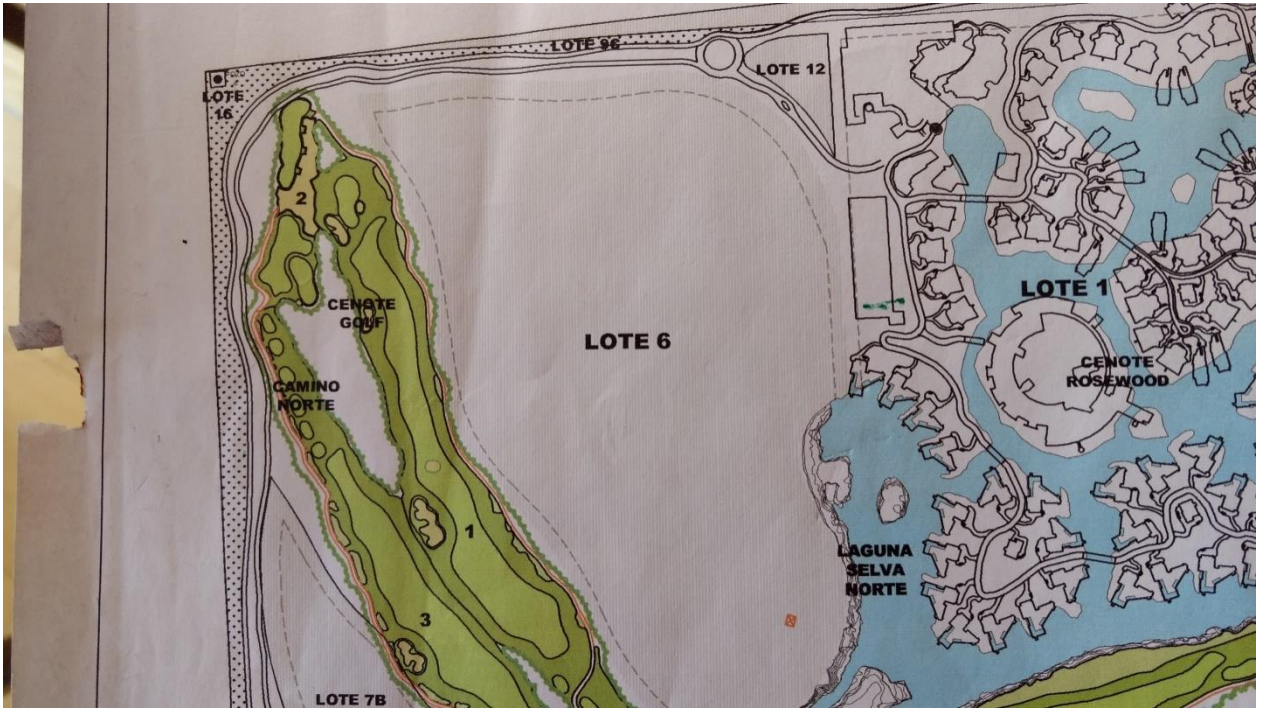 LOTE 9G
LOTE 12
LOTE
16
2
CENOTE
GOLF
LOTE 1
LOTE 6
CENOTE
ROSEWOOD
CAMINO
NORTE
1
LAGUNA
SELVA
NORTE
3
LOTE 7B